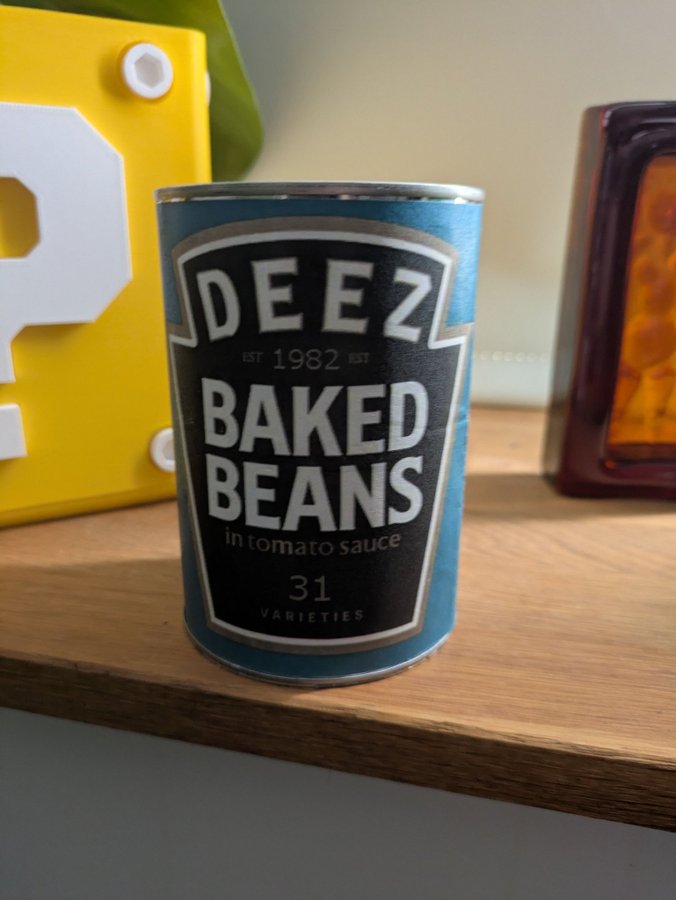 DEEZ
EST 1982 EST
BAKED
BEANS
in tomato sauce
31
VARIETIES